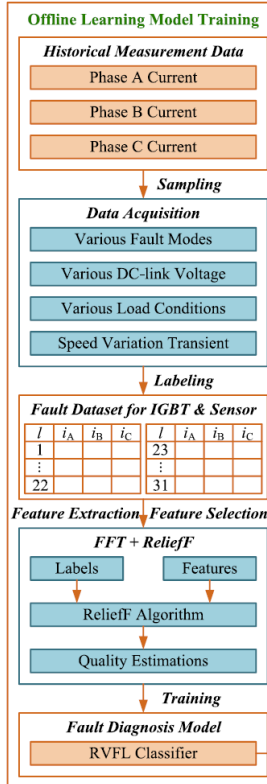 Offline Learning Model Training
Historical Measurement Data
Phase A Current
Phase B Current
Phase C Current
Sampling
Data Acquisition
Various Fault Modes
Various DC-link Voltage
Various Load Conditions
Speed Variation Transient
Labeling
Fault Dataset for IGBT & Sensor
l iA iB iC l iA iB iC
1 23
⋮ ⋮
22 31
Feature Extraction Feature Selection
FFT + ReliefF
Labels Features
ReliefF Algorithm
Quality Estimations
Training
Fault Diagnosis Model
RVFL Classifier